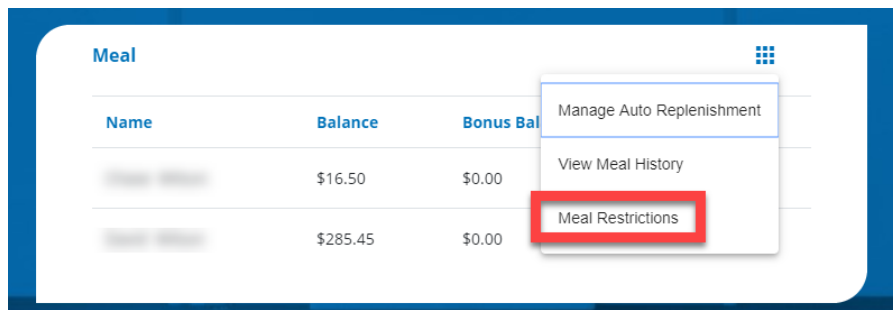 Meal
Name Balance Bonus Bal
$16.50 $0.00
$285.45 $0.00
Manage Auto Replenishment
View Meal History
Meal Restrictions